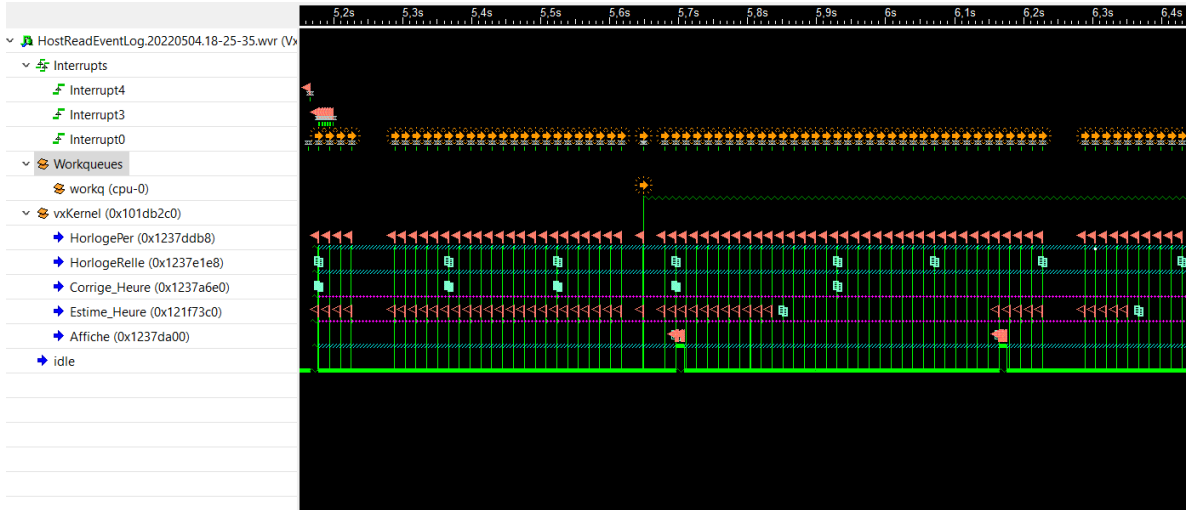 5,2s 5,3s 5,4s 5,5s 5,6s 5,7s 5,8s 5,9s 6s 6,1s 6,2s 6,3s 6,4s
HostReadEventLog.20220504.18-25-35.wvr (Vx
Interrupts
Interrupt4
Interrupt3
Interrupt0
Workqueues
workq (cpu-0)
vxKernel (0x101db2c0)
HorlogePer (0x1237ddb8)
HorlogeRelle (0x1237e1e8)
Corrige_Heure (0x1237a6e0)
Estime_Heure (0x121f73c0)
Affiche (0x1237da00)
idle